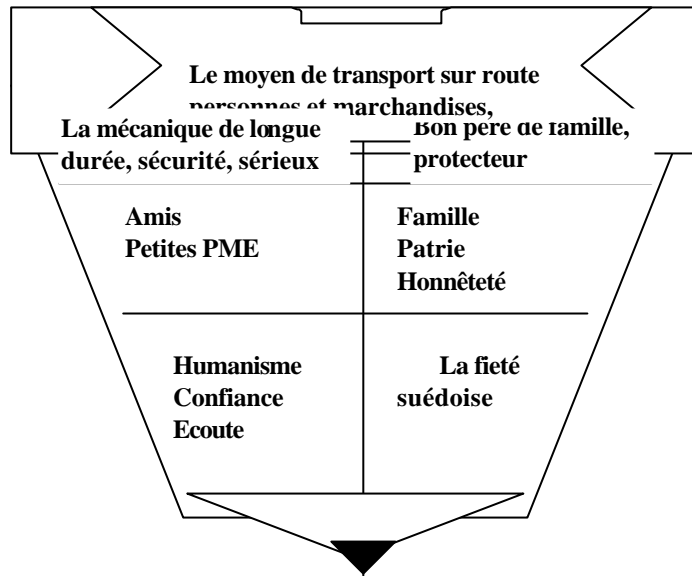 Le moyen de transport sur route
personnes et marchandises,
La mécanique de longue
durée, sécurité, sérieux
Bon père de famille,
protecteur
Amis
Petites PME
Famille
Patrie
Honnêteté
Humanisme
Confiance
Ecoute
La fieté
suédoise